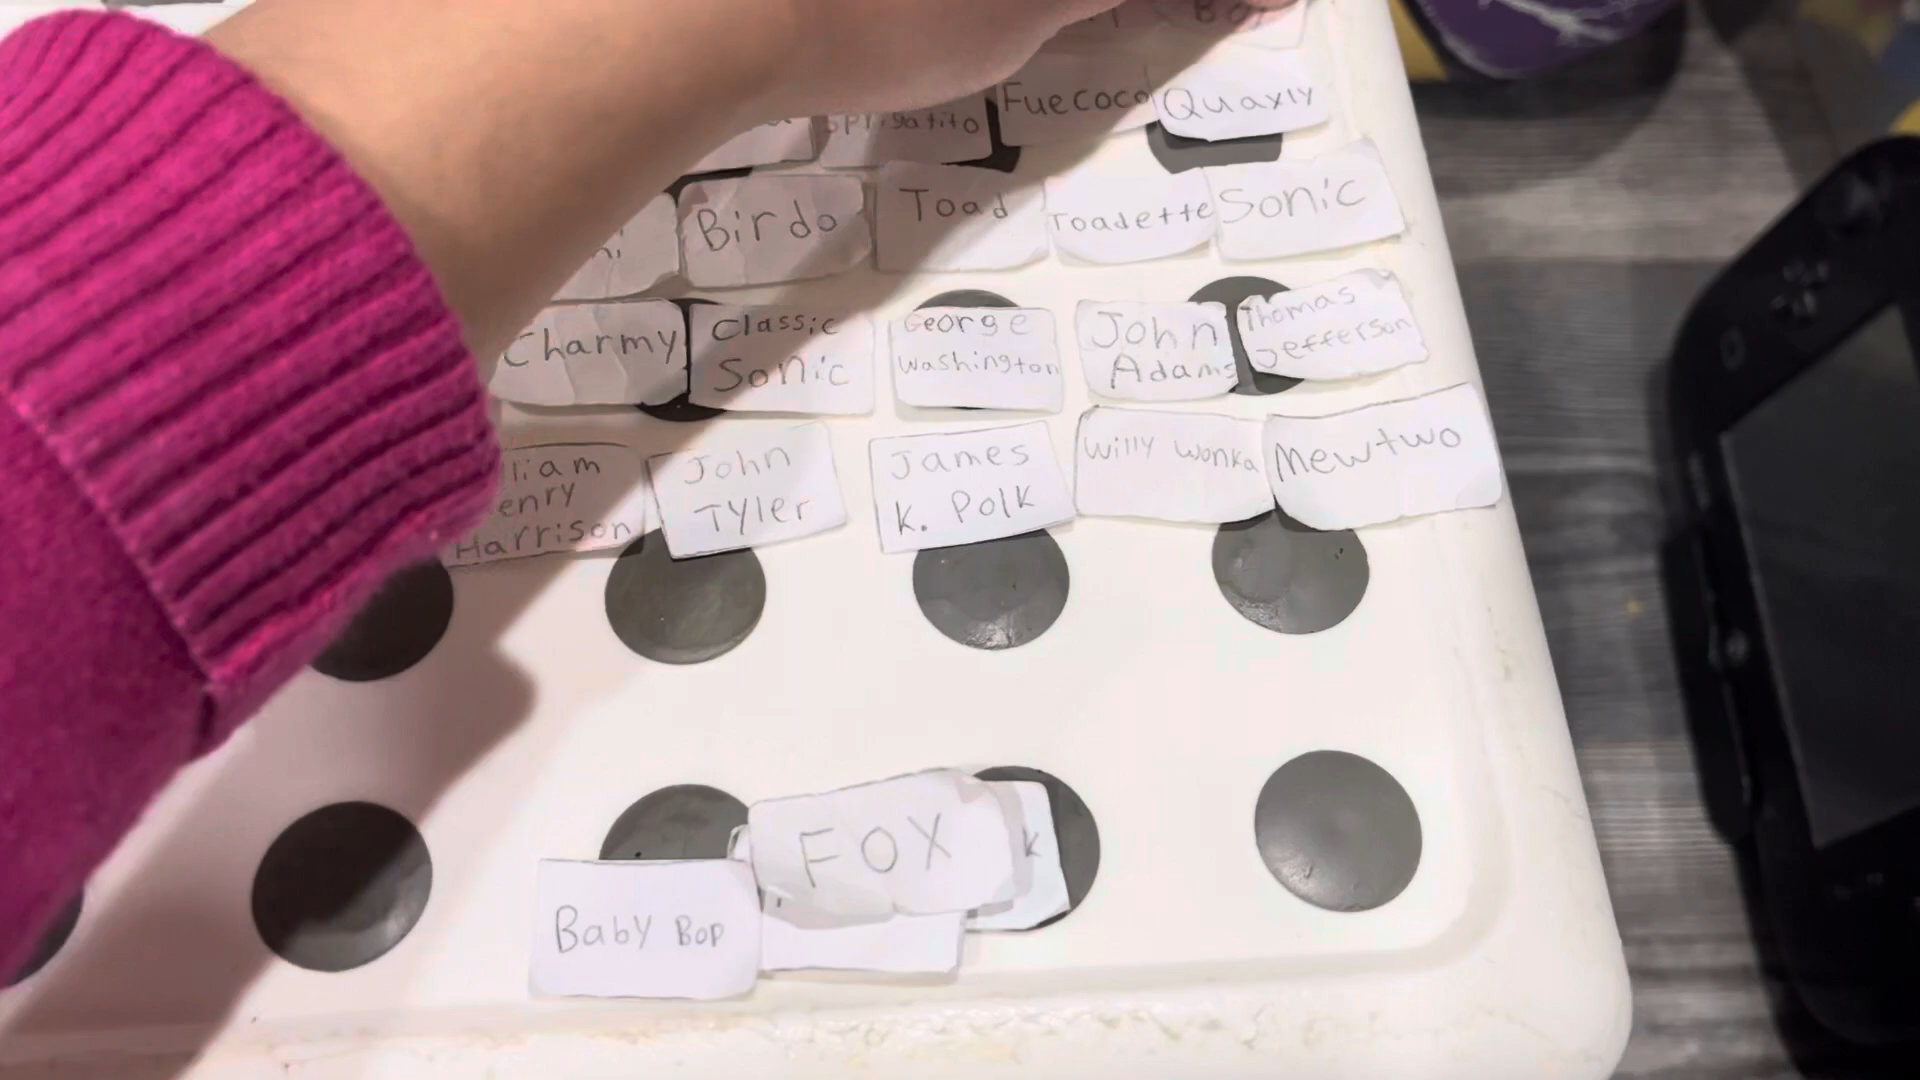 Fuecoco
Quaxly
Sprigatito
Birdo
Toad
Toadette
Sonic
Charmy
Classic
Sonic
George
Washington
John
Adams
Thomas
Jefferson
lliam
enry
Harrison
John
Tyler
James
K. Polk
Willy Wonka
Mewtwo
FOX
K
Baby Bop